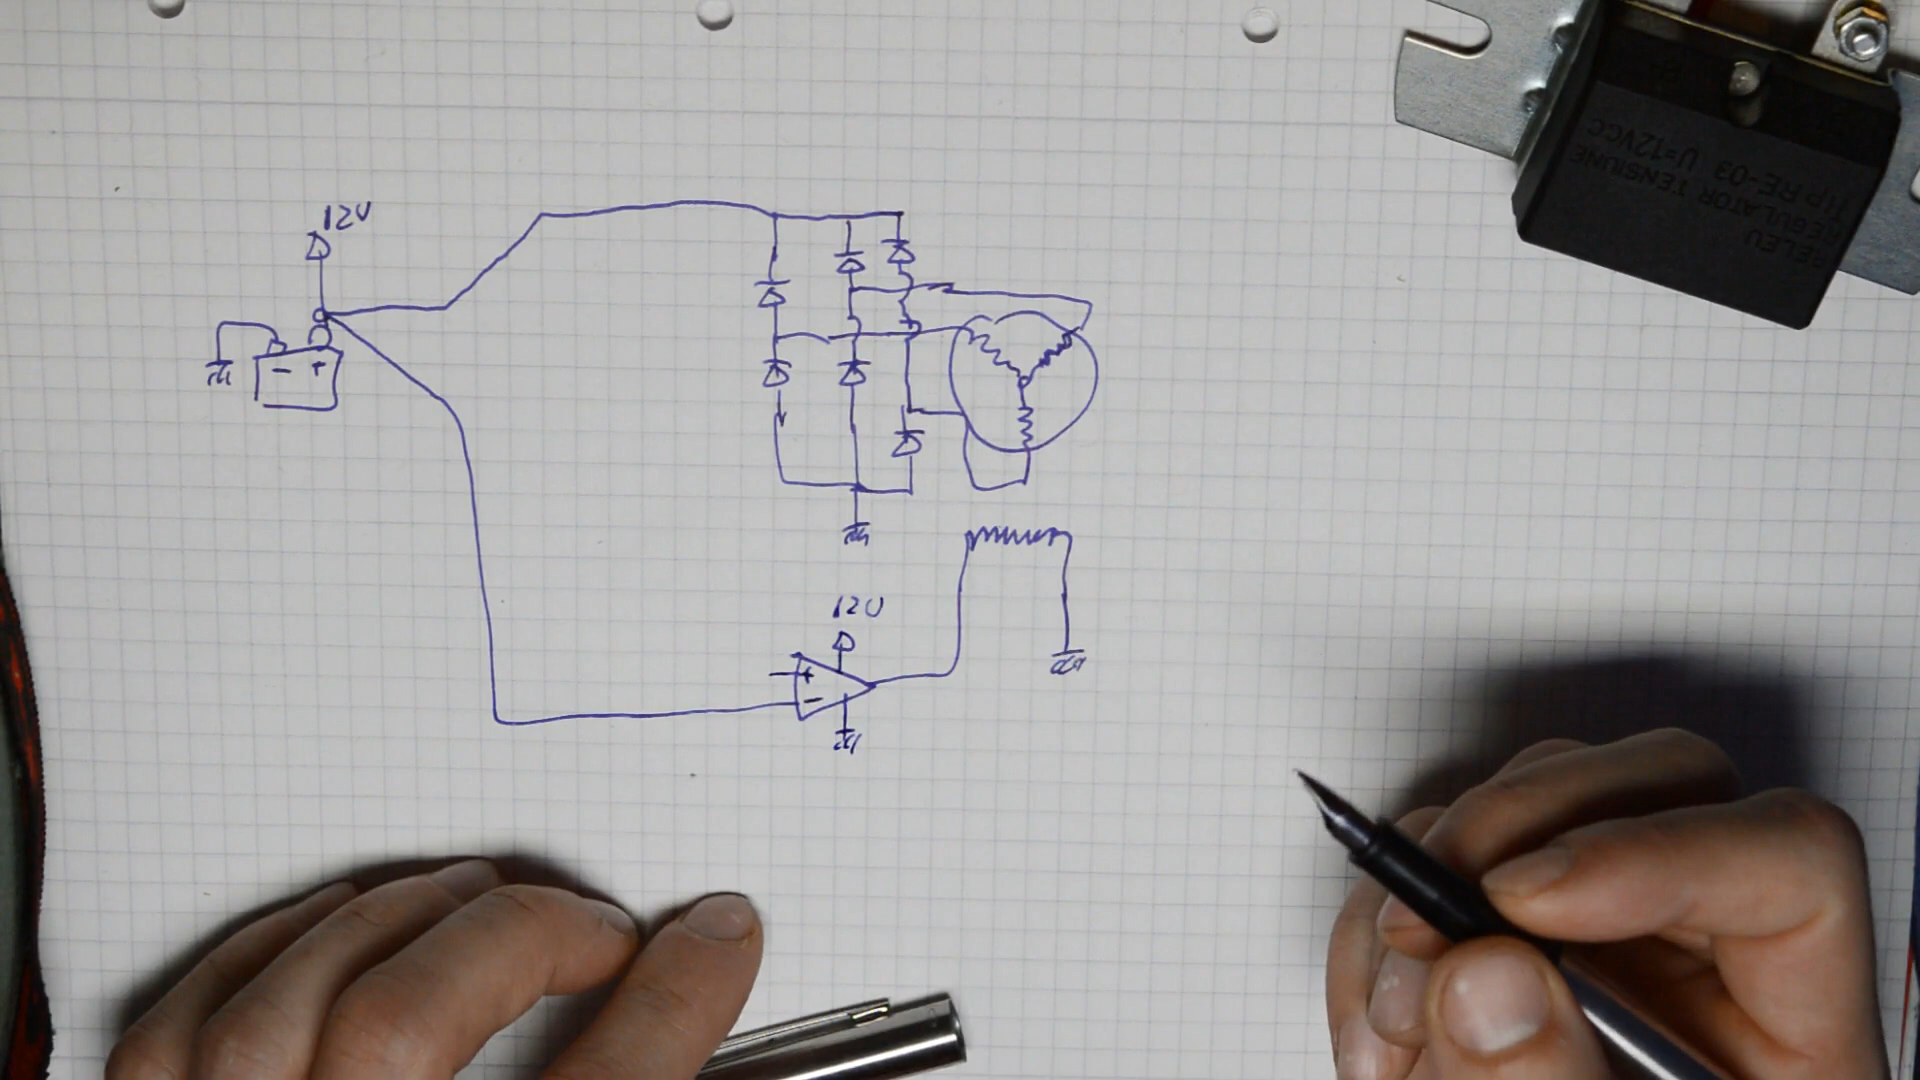 12V
- +
12V
+
-
RELEU
REGULATOR TENSIUNE
Tip RE-03 U=12VCC